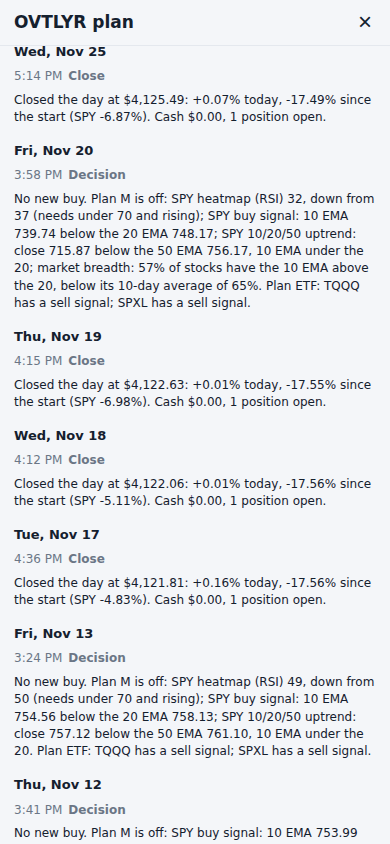 OVTLYR plan
✕
Wed, Nov 25
5:14 PM Close
Closed the day at $4,125.49: +0.07% today, -17.49% since
the start (SPY -6.87%). Cash $0.00, 1 position open.
Fri, Nov 20
3:58 PM Decision
No new buy. Plan M is off: SPY heatmap (RSI) 32, down from
37 (needs under 70 and rising); SPY buy signal: 10 EMA
739.74 below the 20 EMA 748.17; SPY 10/20/50 uptrend:
close 715.87 below the 50 EMA 756.17, 10 EMA under the
20; market breadth: 57% of stocks have the 10 EMA above
the 20, below its 10-day average of 65%. Plan ETF: TQQQ
has a sell signal; SPXL has a sell signal.
Thu, Nov 19
4:15 PM Close
Closed the day at $4,122.63: +0.01% today, -17.55% since
the start (SPY -6.98%). Cash $0.00, 1 position open.
Wed, Nov 18
4:12 PM Close
Closed the day at $4,122.06: +0.01% today, -17.56% since
the start (SPY -5.11%). Cash $0.00, 1 position open.
Tue, Nov 17
4:36 PM Close
Closed the day at $4,121.81: +0.16% today, -17.56% since
the start (SPY -4.83%). Cash $0.00, 1 position open.
Fri, Nov 13
3:24 PM Decision
No new buy. Plan M is off: SPY heatmap (RSI) 49, down from
50 (needs under 70 and rising); SPY buy signal: 10 EMA
754.56 below the 20 EMA 758.13; SPY 10/20/50 uptrend:
close 757.12 below the 50 EMA 761.10, 10 EMA under the
20. Plan ETF: TQQQ has a sell signal; SPXL has a sell signal.
Thu, Nov 12
3:41 PM Decision
No new buy. Plan M is off: SPY buy signal: 10 EMA 753.99